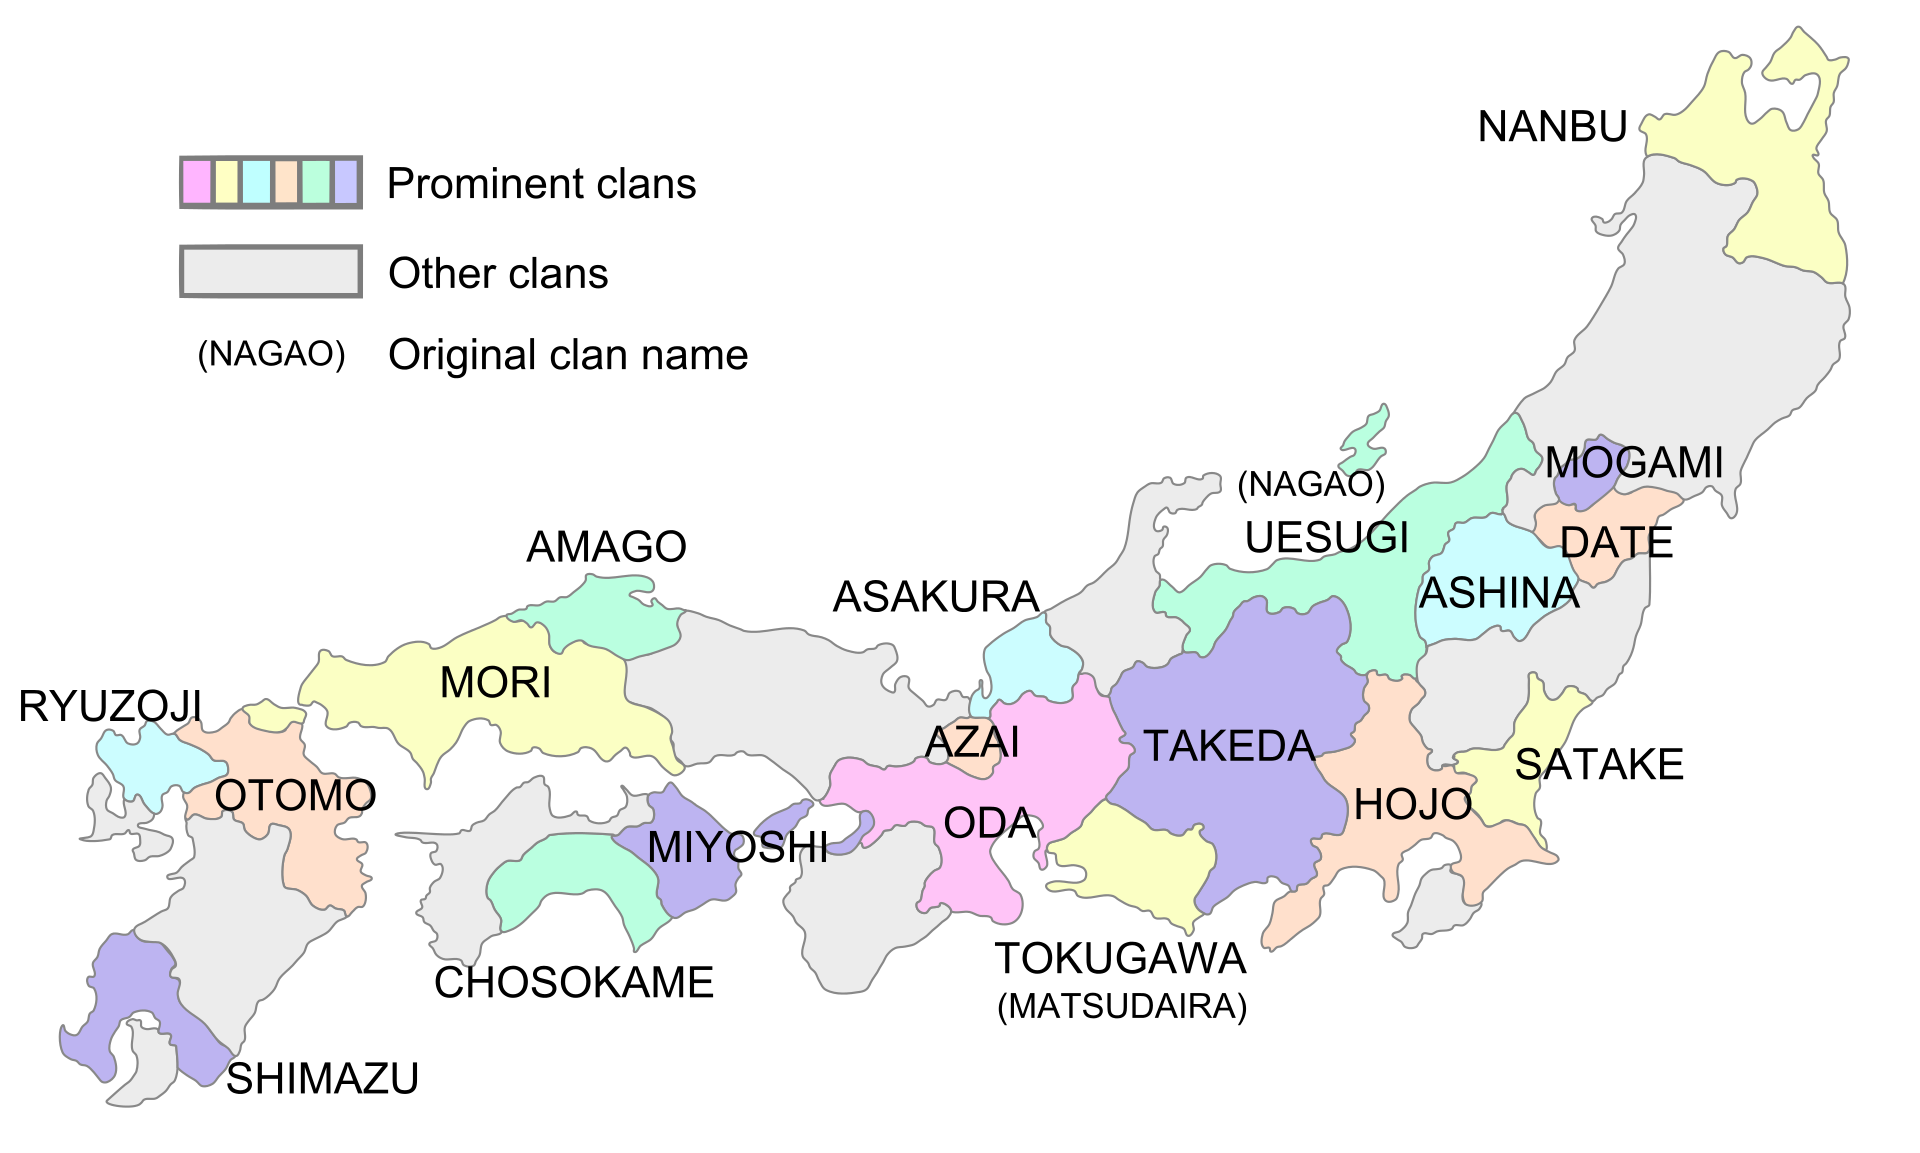 Prominent clans
Other clans
(NAGAO) Original clan name
NANBU
MOGAMI
(NAGAO)
UESUGI
DATE
AMAGO
ASAKURA
ASHINA
MORI
RYUZOJI
AZAI
TAKEDA
SATAKE
OTOMO
HOJO
ODA
MIYOSHI
TOKUGAWA
(MATSUDAIRA)
CHOSOKAME
SHIMAZU